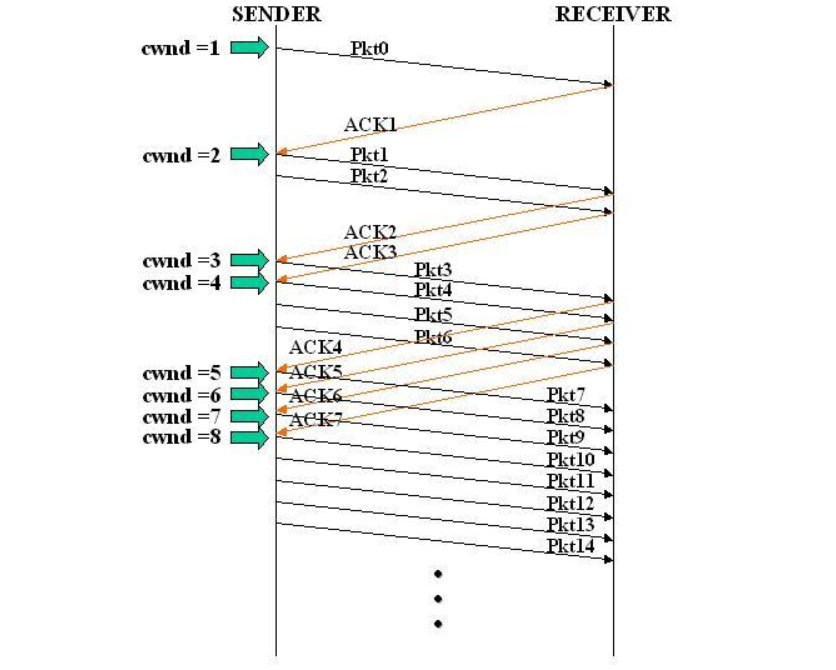 SENDER RECEIVER
cwnd =1 Pkt0
ACK1
cwnd =2 Pkt1
Pkt2
ACK2
ACK3
cwnd =3 Pkt3
cwnd =4 Pkt4
Pkt5
Pkt6
ACK4
cwnd =5 ACK5
cwnd =6 ACK6 Pkt7
cwnd =7 ACK7 Pkt8
cwnd =8 Pkt9
Pkt10
Pkt11
Pkt12
Pkt13
Pkt14